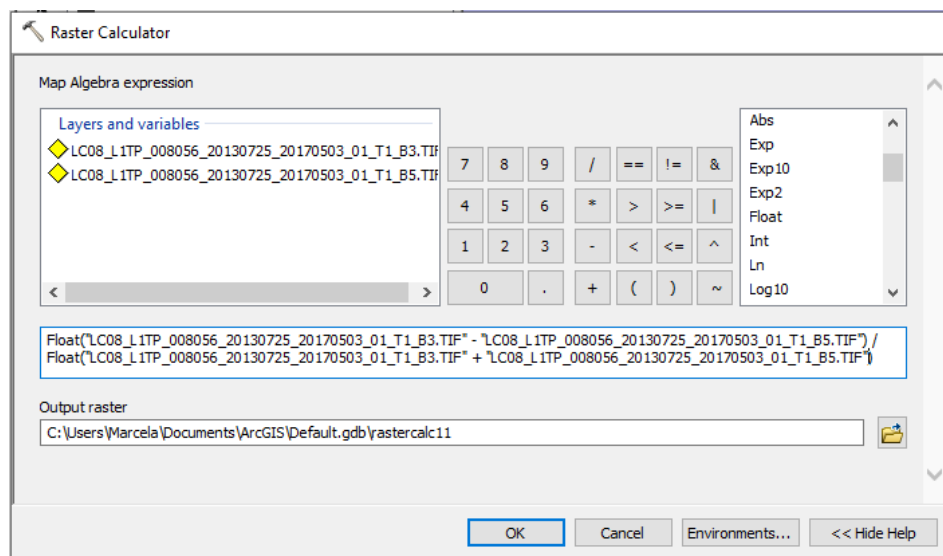 Raster Calculator
Map Algebra expression
Layers and variables
LC08_L1TP_008056_20130725_20170503_01_T1_B3.TIF
LC08_L1TP_008056_20130725_20170503_01_T1_B5.TIF
7 8 9 / == != &
4 5 6 * > >= |
1 2 3 - < <= ^
0 . + ( ) ~
Abs
Exp
Exp10
Exp2
Float
Int
Ln
Log10
Float("LC08_L1TP_008056_20130725_20170503_01_T1_B3.TIF" - "LC08_L1TP_008056_20130725_20170503_01_T1_B5.TIF") /
Float("LC08_L1TP_008056_20130725_20170503_01_T1_B3.TIF" + "LC08_L1TP_008056_20130725_20170503_01_T1_B5.TIF")
Output raster
C:\Users\Marcela\Documents\ArcGIS\Default.gdb\rastercalc11
OK Cancel Environments... << Hide Help